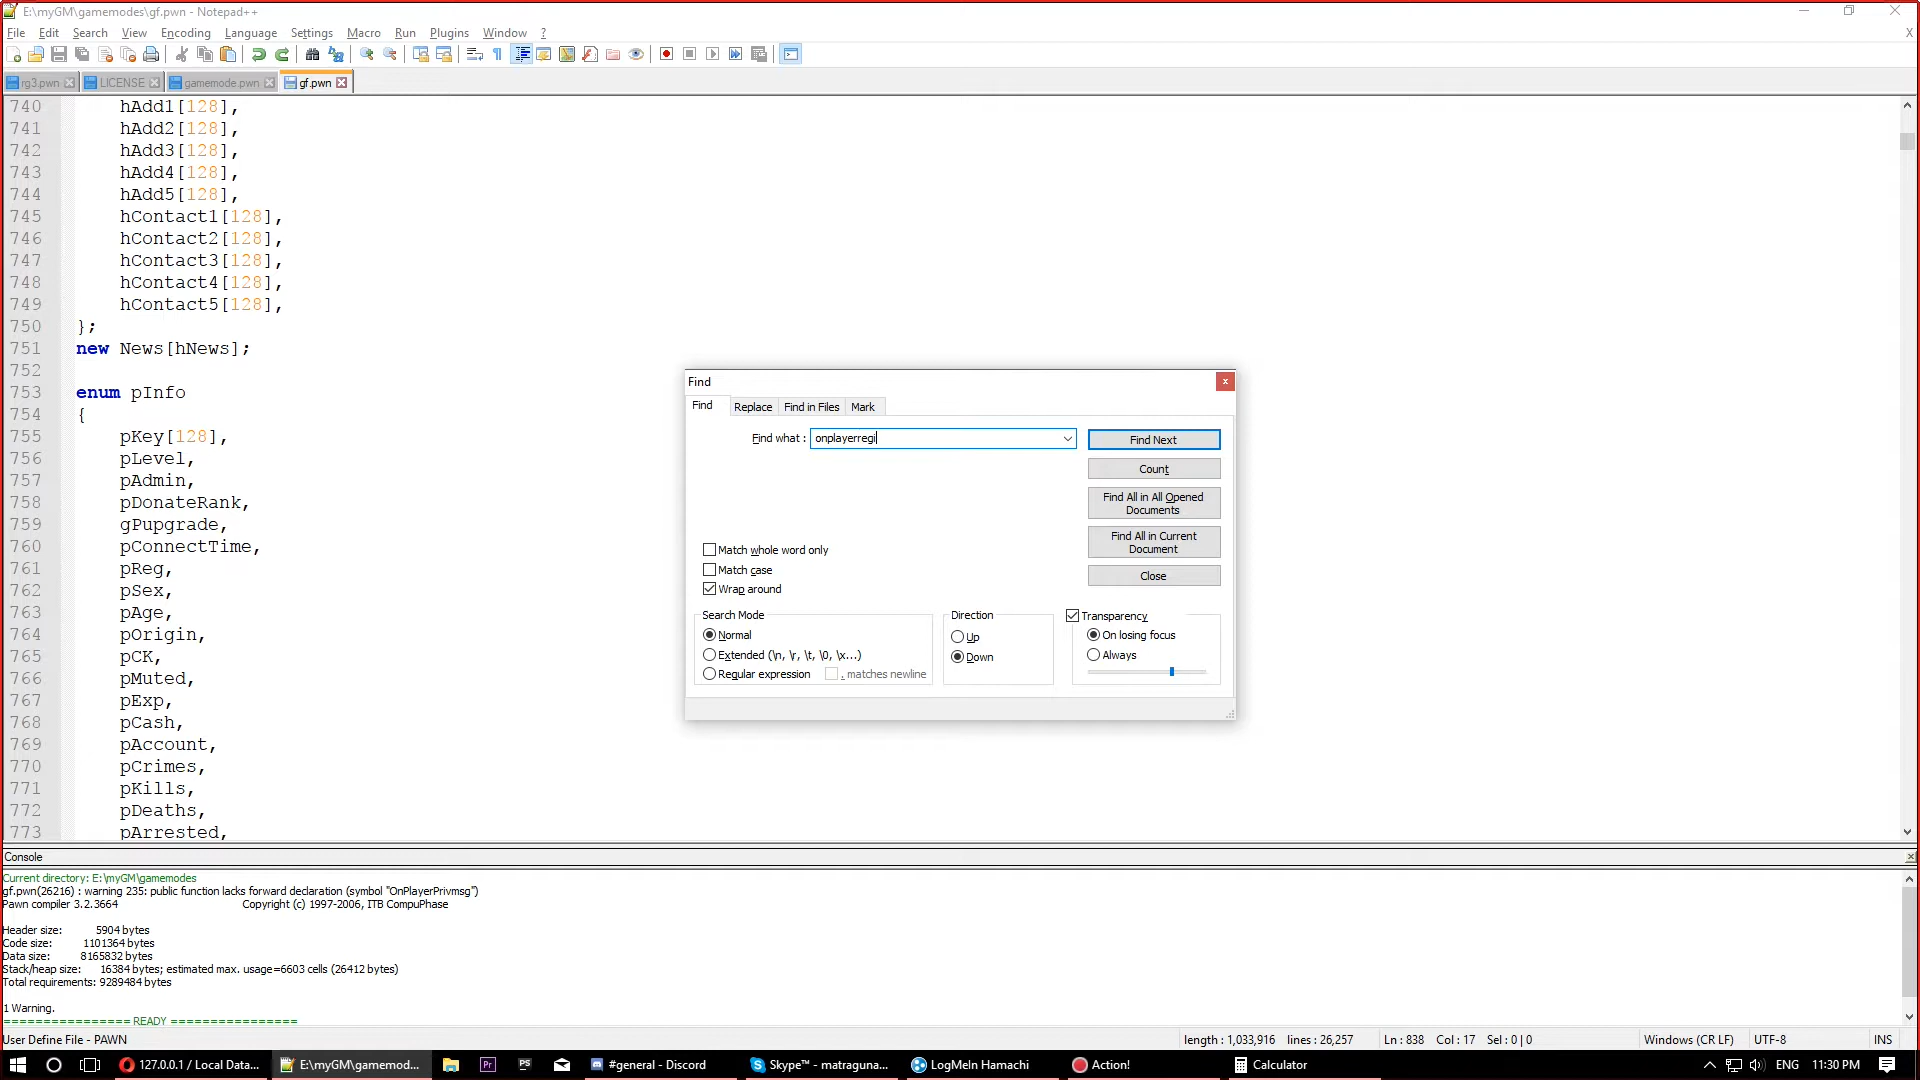 E:\myGM\gamemodes\gf.pwn - Notepad++
File Edit Search View Encoding Language Settings Macro Run Plugins Window ? X
rg3.pwn LICENSE gamemode.pwn gf.pwn
740 hAdd1[128],
741 hAdd2[128],
742 hAdd3[128],
743 hAdd4[128],
744 hAdd5[128],
745 hContact1[128],
746 hContact2[128],
747 hContact3[128],
748 hContact4[128],
749 hContact5[128],
750 };
751 new News[hNews];
752
753 enum pInfo
754 {
755 pKey[128],
756 pLevel,
757 pAdmin,
758 pDonateRank,
759 gPupgrade,
760 pConnectTime,
761 pReg,
762 pSex,
763 pAge,
764 pOrigin,
765 pCK,
766 pMuted,
767 pExp,
768 pCash,
769 pAccount,
770 pCrimes,
771 pKills,
772 pDeaths,
773 pArrested,
Find
Find Replace Find in Files Mark
Find what : onplayerregi
Find Next
Count
Find All in All Opened
Documents
Find All in Current
Document
Close
Match whole word only
Match case
Wrap around
Search Mode
Normal
Extended (\n, \r, \t, \0, \x...)
Regular expression . matches newline
Direction
Up
Down
Transparency
On losing focus
Always
Console
Current directory: E:\myGM\gamemodes
gf.pwn(26216) : warning 235: public function lacks forward declaration (symbol "OnPlayerPrivmsg")
Pawn compiler 3.2.3664 Copyright (c) 1997-2006, ITB CompuPhase
Header size: 5904 bytes
Code size: 1101364 bytes
Data size: 8165832 bytes
Stack/heap size: 16384 bytes; estimated max. usage=6603 cells (26412 bytes)
Total requirements: 9289484 bytes
1 Warning.
================ READY ================
User Define File - PAWN length : 1,033,916 lines : 26,257 Ln : 838 Col : 17 Sel : 0 | 0 Windows (CR LF) UTF-8 INS
127.0.0.1 / Local Data... E:\myGM\gamemod... Pr PS #general - Discord Skype™ - matraguna... LogMeIn Hamachi Action! Calculator ENG 11:30 PM